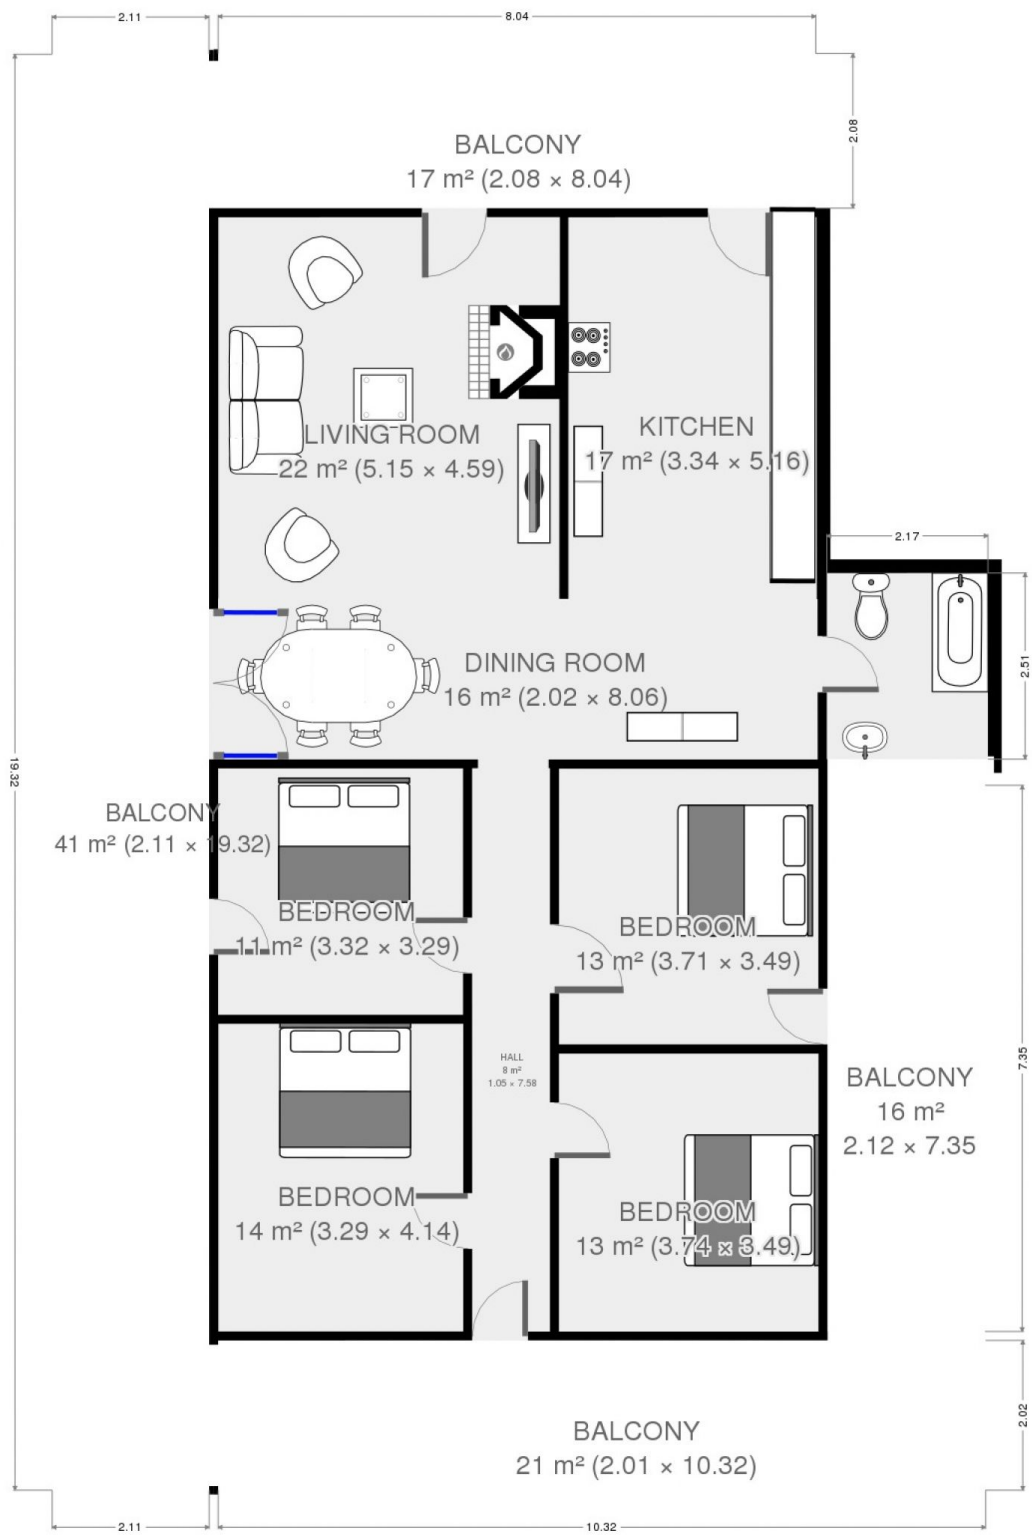 2.11
8.04
2.08
BALCONY
17 m² (2.08 × 8.04)
LIVING ROOM
22 m² (5.15 × 4.59)
KITCHEN
17 m² (3.34 × 5.16)
2.17
2.51
DINING ROOM
16 m² (2.02 × 8.06)
19.32
BALCONY
41 m² (2.11 × 19.32)
BEDROOM
11 m² (3.32 × 3.29)
BEDROOM
13 m² (3.71 × 3.49)
HALL
8 m²
1.05 × 7.58
BALCONY
16 m²
2.12 × 7.35
7.35
BEDROOM
14 m² (3.29 × 4.14)
BEDROOM
13 m² (3.74 × 3.49)
BALCONY
21 m² (2.01 × 10.32)
2.02
2.11
10.32